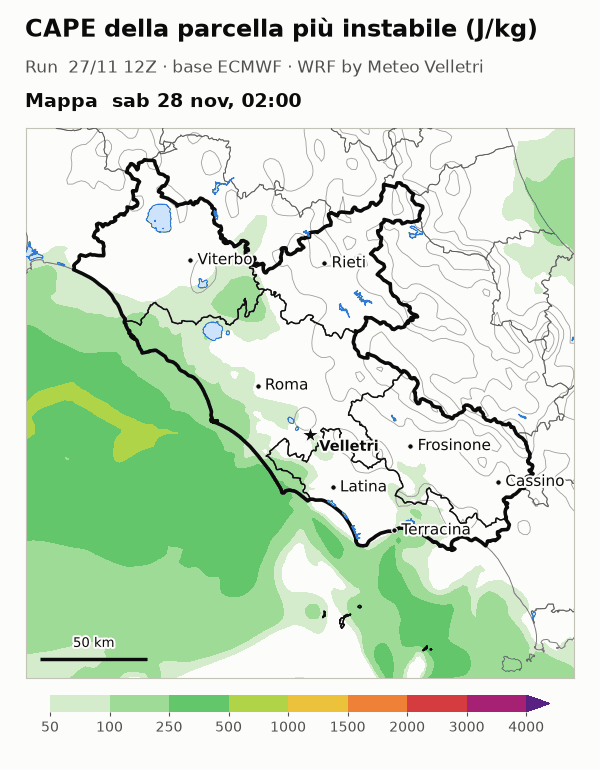 CAPE della parcella più instabile (J/kg)
Run  27/11 12Z · base ECMWF · WRF by Meteo Velletri
Mappa  sab 28 nov, 02:00
Viterbo
Rieti
Roma
Velletri
Frosinone
Cassino
Latina
Terracina
50 km
50 100 250 500 1000 1500 2000 3000 4000